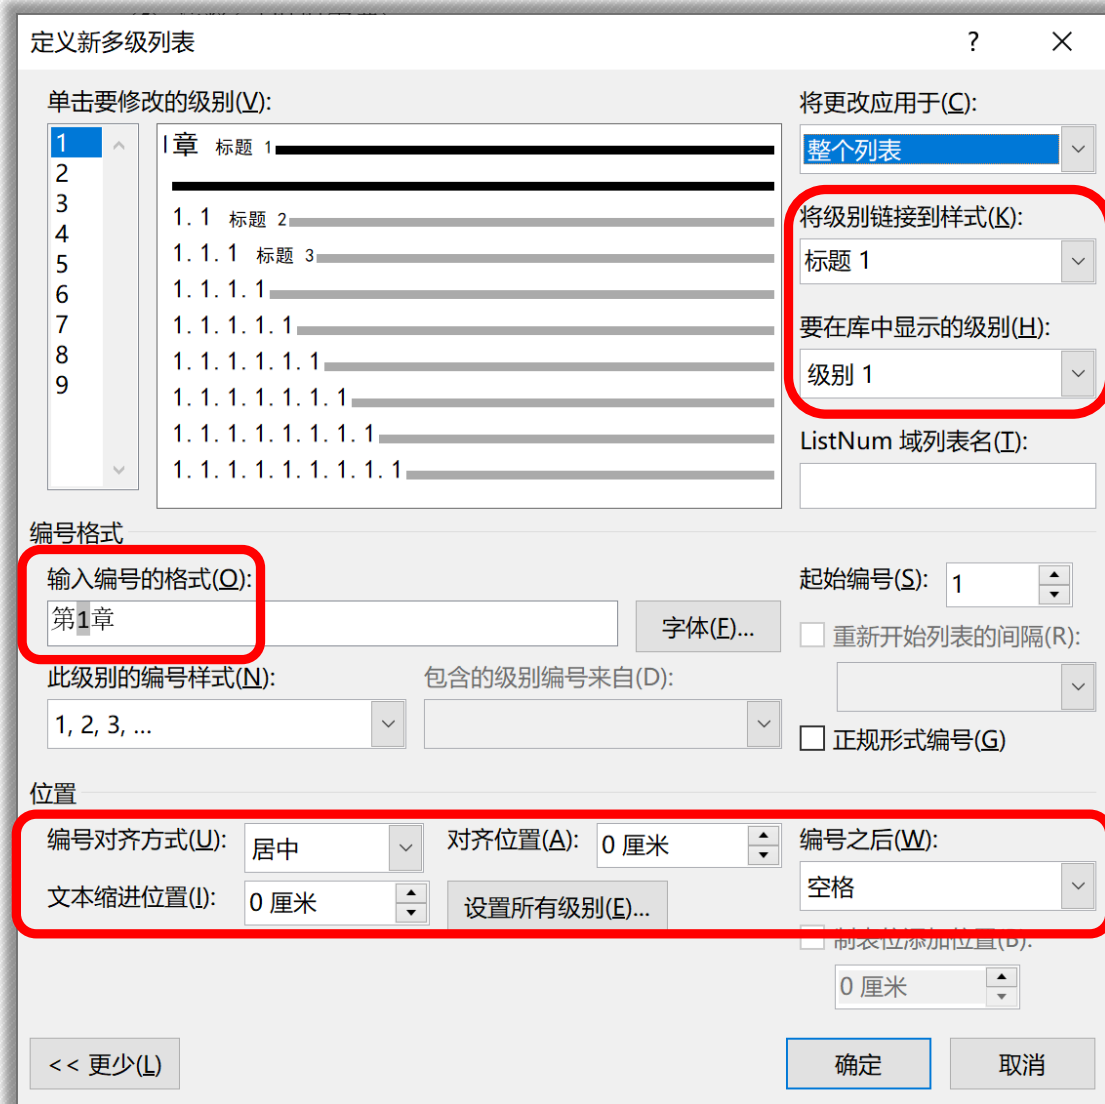 定义新多级列表
单击要修改的级别(V):
将更改应用于(C):
1
2
3
4
5
6
7
8
9
章 标题 1
1.1 标题 2
1.1.1 标题 3
1.1.1.1
1.1.1.1.1
1.1.1.1.1.1
1.1.1.1.1.1.1
1.1.1.1.1.1.1.1
1.1.1.1.1.1.1.1.1
整个列表
将级别链接到样式(K):
标题 1
要在库中显示的级别(H):
级别 1
ListNum 域列表名(T):
编号格式
输入编号的格式(O):
第1章
字体(F)...
起始编号(S):
1
重新开始列表的间隔(R):
此级别的编号样式(N):
包含的级别编号来自(D):
1, 2, 3, ...
正规形式编号(G)
位置
编号对齐方式(U):
居中
对齐位置(A):
0 厘米
编号之后(W):
空格
文本缩进位置(I):
0 厘米
设置所有级别(E)...
制表位添加位置(B):
0 厘米
<< 更少(L)
确定
取消